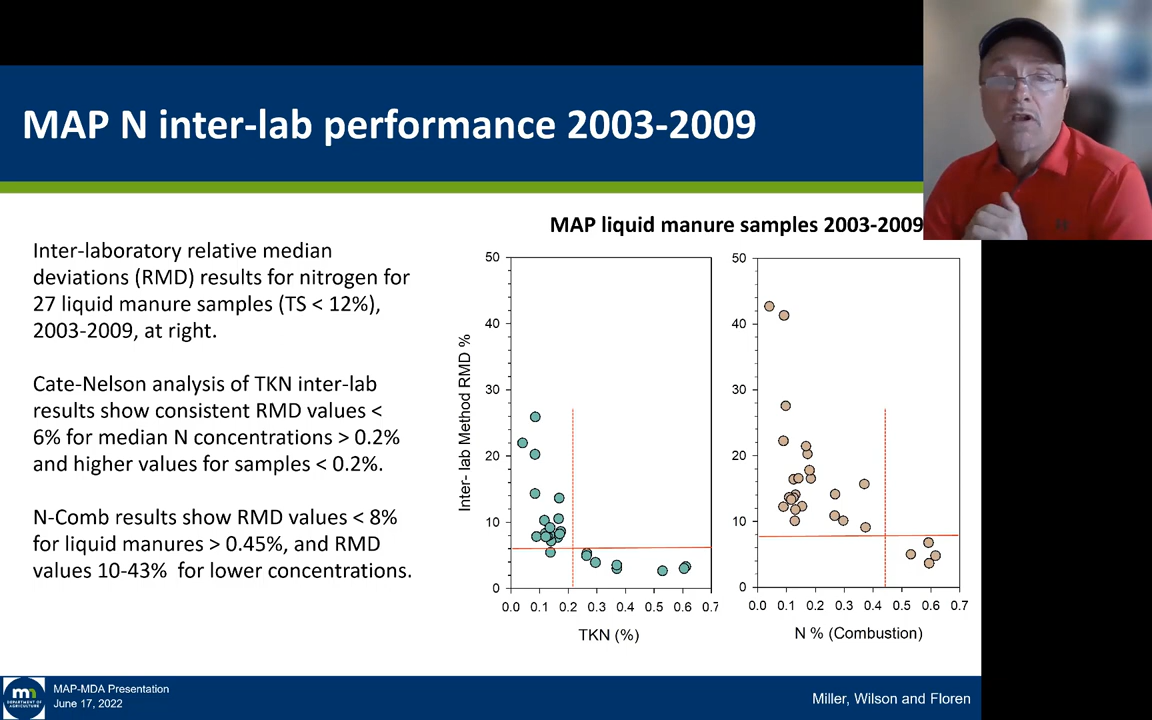 MAP N inter-lab performance 2003-2009
MAP liquid manure samples 2003-2009
Inter-laboratory relative median
deviations (RMD) results for nitrogen for
27 liquid manure samples (TS < 12%),
2003-2009, at right.
Cate-Nelson analysis of TKN inter-lab
results show consistent RMD values <
6% for median N concentrations > 0.2%
and higher values for samples < 0.2%.
N-Comb results show RMD values < 8%
for liquid manures > 0.45%, and RMD
values 10-43% for lower concentrations.
Inter- lab Method RMD %
50
40
30
20
10
0
0.0 0.1 0.2 0.3 0.4 0.5 0.6 0.7
TKN (%)
50
40
30
20
10
0
0.0 0.1 0.2 0.3 0.4 0.5 0.6 0.7
N % (Combustion)
DEPARTMENT OF
AGRICULTURE
MAP-MDA Presentation
June 17, 2022
Miller, Wilson and Floren